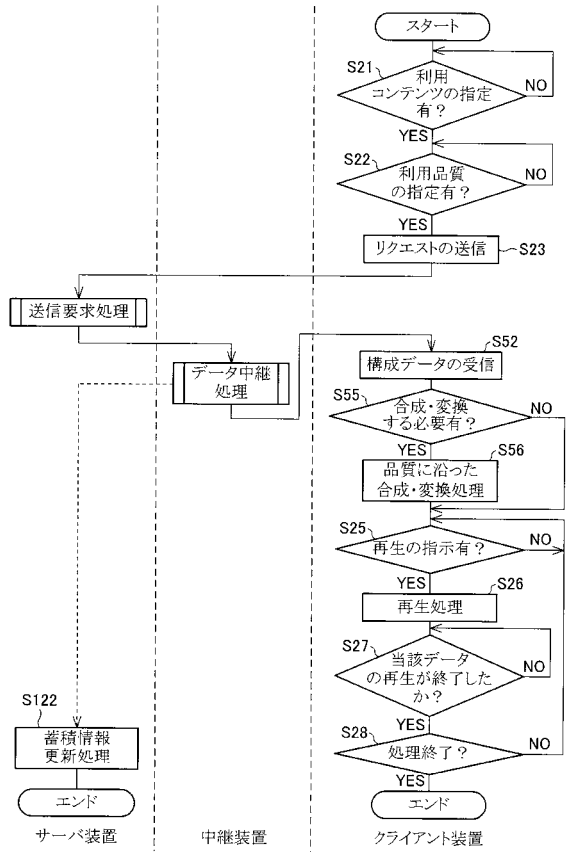 スタート
S21
利用
コンテンツの指定
有？
NO
YES
S22
利用品質
の指定有？
NO
YES
リクエストの送信
S23
送信要求処理
データ中継
処理
S52
構成データの受信
S55
合成・変換
する必要有？
NO
YES
S56
品質に沿った
合成・変換処理
S25
再生の指示有？
NO
YES
S26
再生処理
S27
当該データ
の再生が終了した
か？
NO
YES
S28
処理終了？
NO
YES
エンド
S122
蓄積情報
更新処理
エンド
サーバ装置
中継装置
クライアント装置